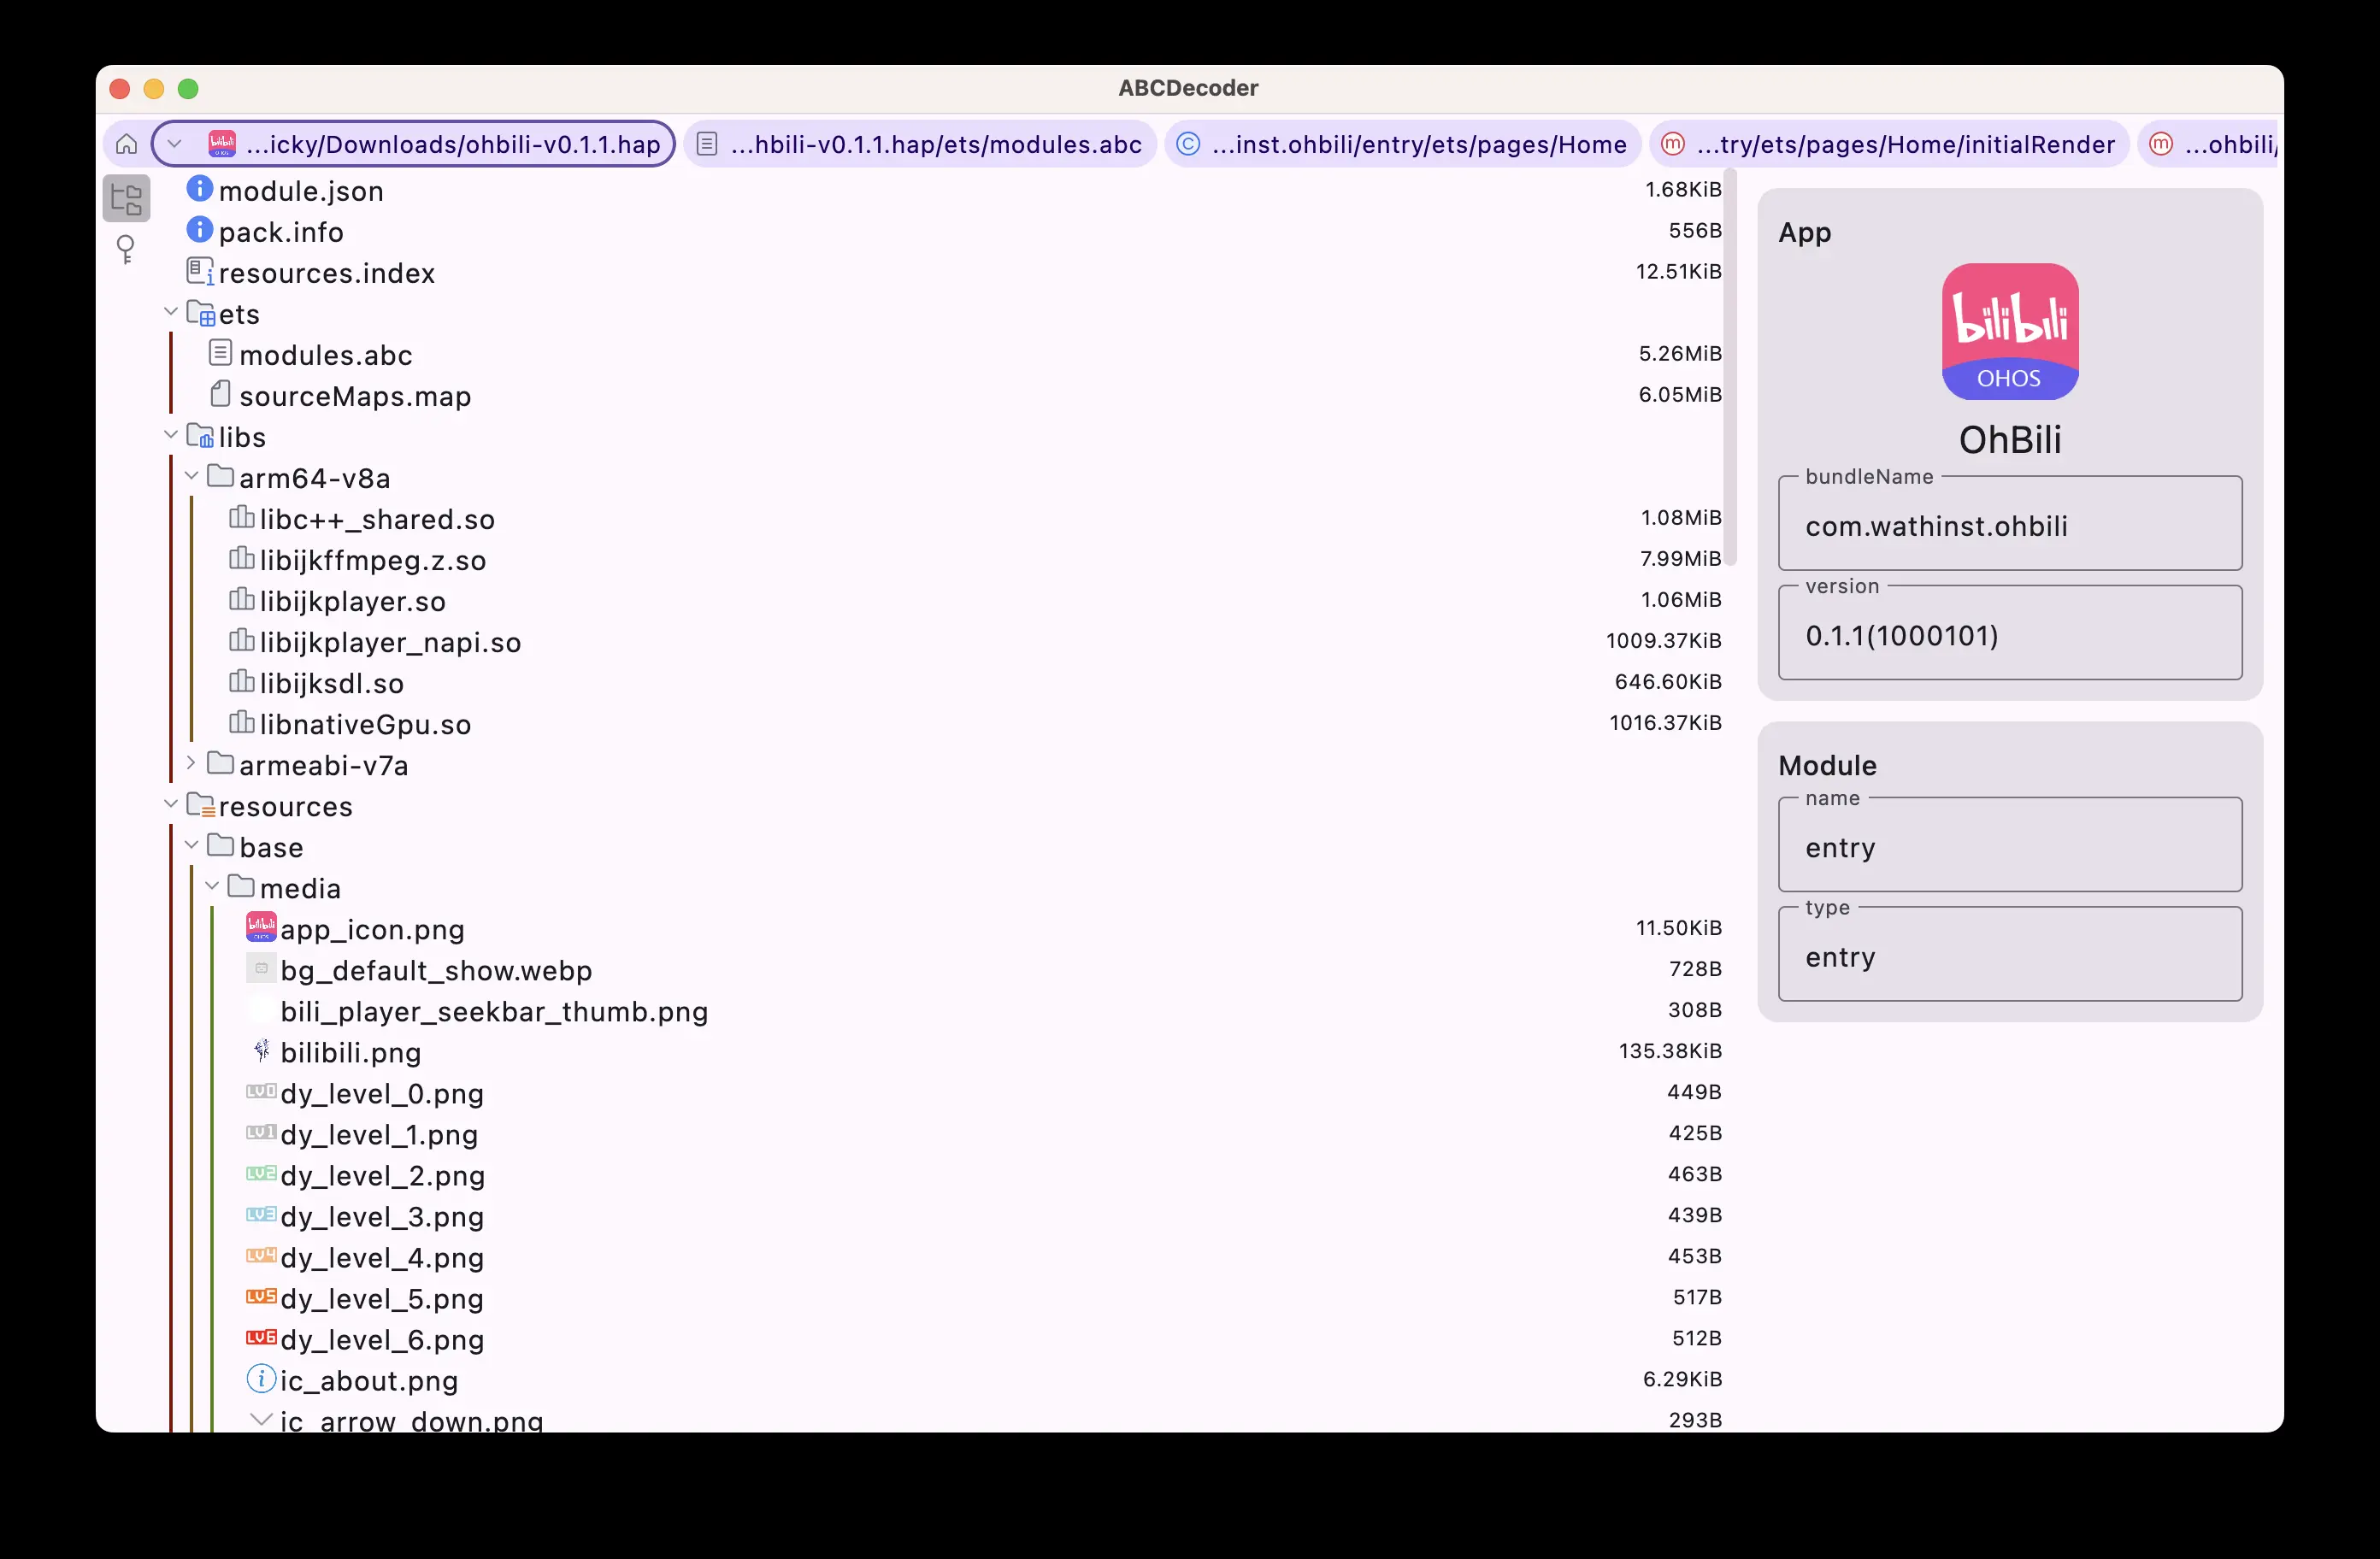 ABCDecoder
...icky/Downloads/ohbili-v0.1.1.hap
...hbili-v0.1.1.hap/ets/modules.abc
...inst.ohbili/entry/ets/pages/Home
...try/ets/pages/Home/initialRender
...ohbili/
module.json 1.68KiB
pack.info 556B
resources.index 12.51KiB
ets
modules.abc 5.26MiB
sourceMaps.map 6.05MiB
libs
arm64-v8a
libc++_shared.so 1.08MiB
libijkffmpeg.z.so 7.99MiB
libijkplayer.so 1.06MiB
libijkplayer_napi.so 1009.37KiB
libijksdl.so 646.60KiB
libnativeGpu.so 1016.37KiB
armeabi-v7a
resources
base
media
app_icon.png 11.50KiB
bg_default_show.webp 728B
bili_player_seekbar_thumb.png 308B
bilibili.png 135.38KiB
LV0 dy_level_0.png 449B
LV1 dy_level_1.png 425B
LV2 dy_level_2.png 463B
LV3 dy_level_3.png 439B
LV4 dy_level_4.png 453B
LV5 dy_level_5.png 517B
LV6 dy_level_6.png 512B
ic_about.png 6.29KiB
ic_arrow_down.png 293B
App
bilibili
OHOS
OhBili
bundleName
com.wathinst.ohbili
version
0.1.1(1000101)
Module
name
entry
type
entry